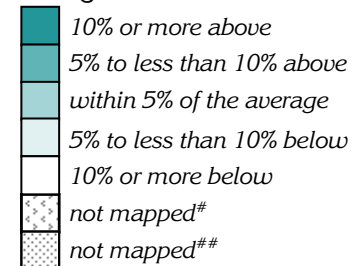 10% or more above
5% to less than 10% above
within 5% of the average
5% to less than 10% below
10% or more below
not mapped#
not mapped##